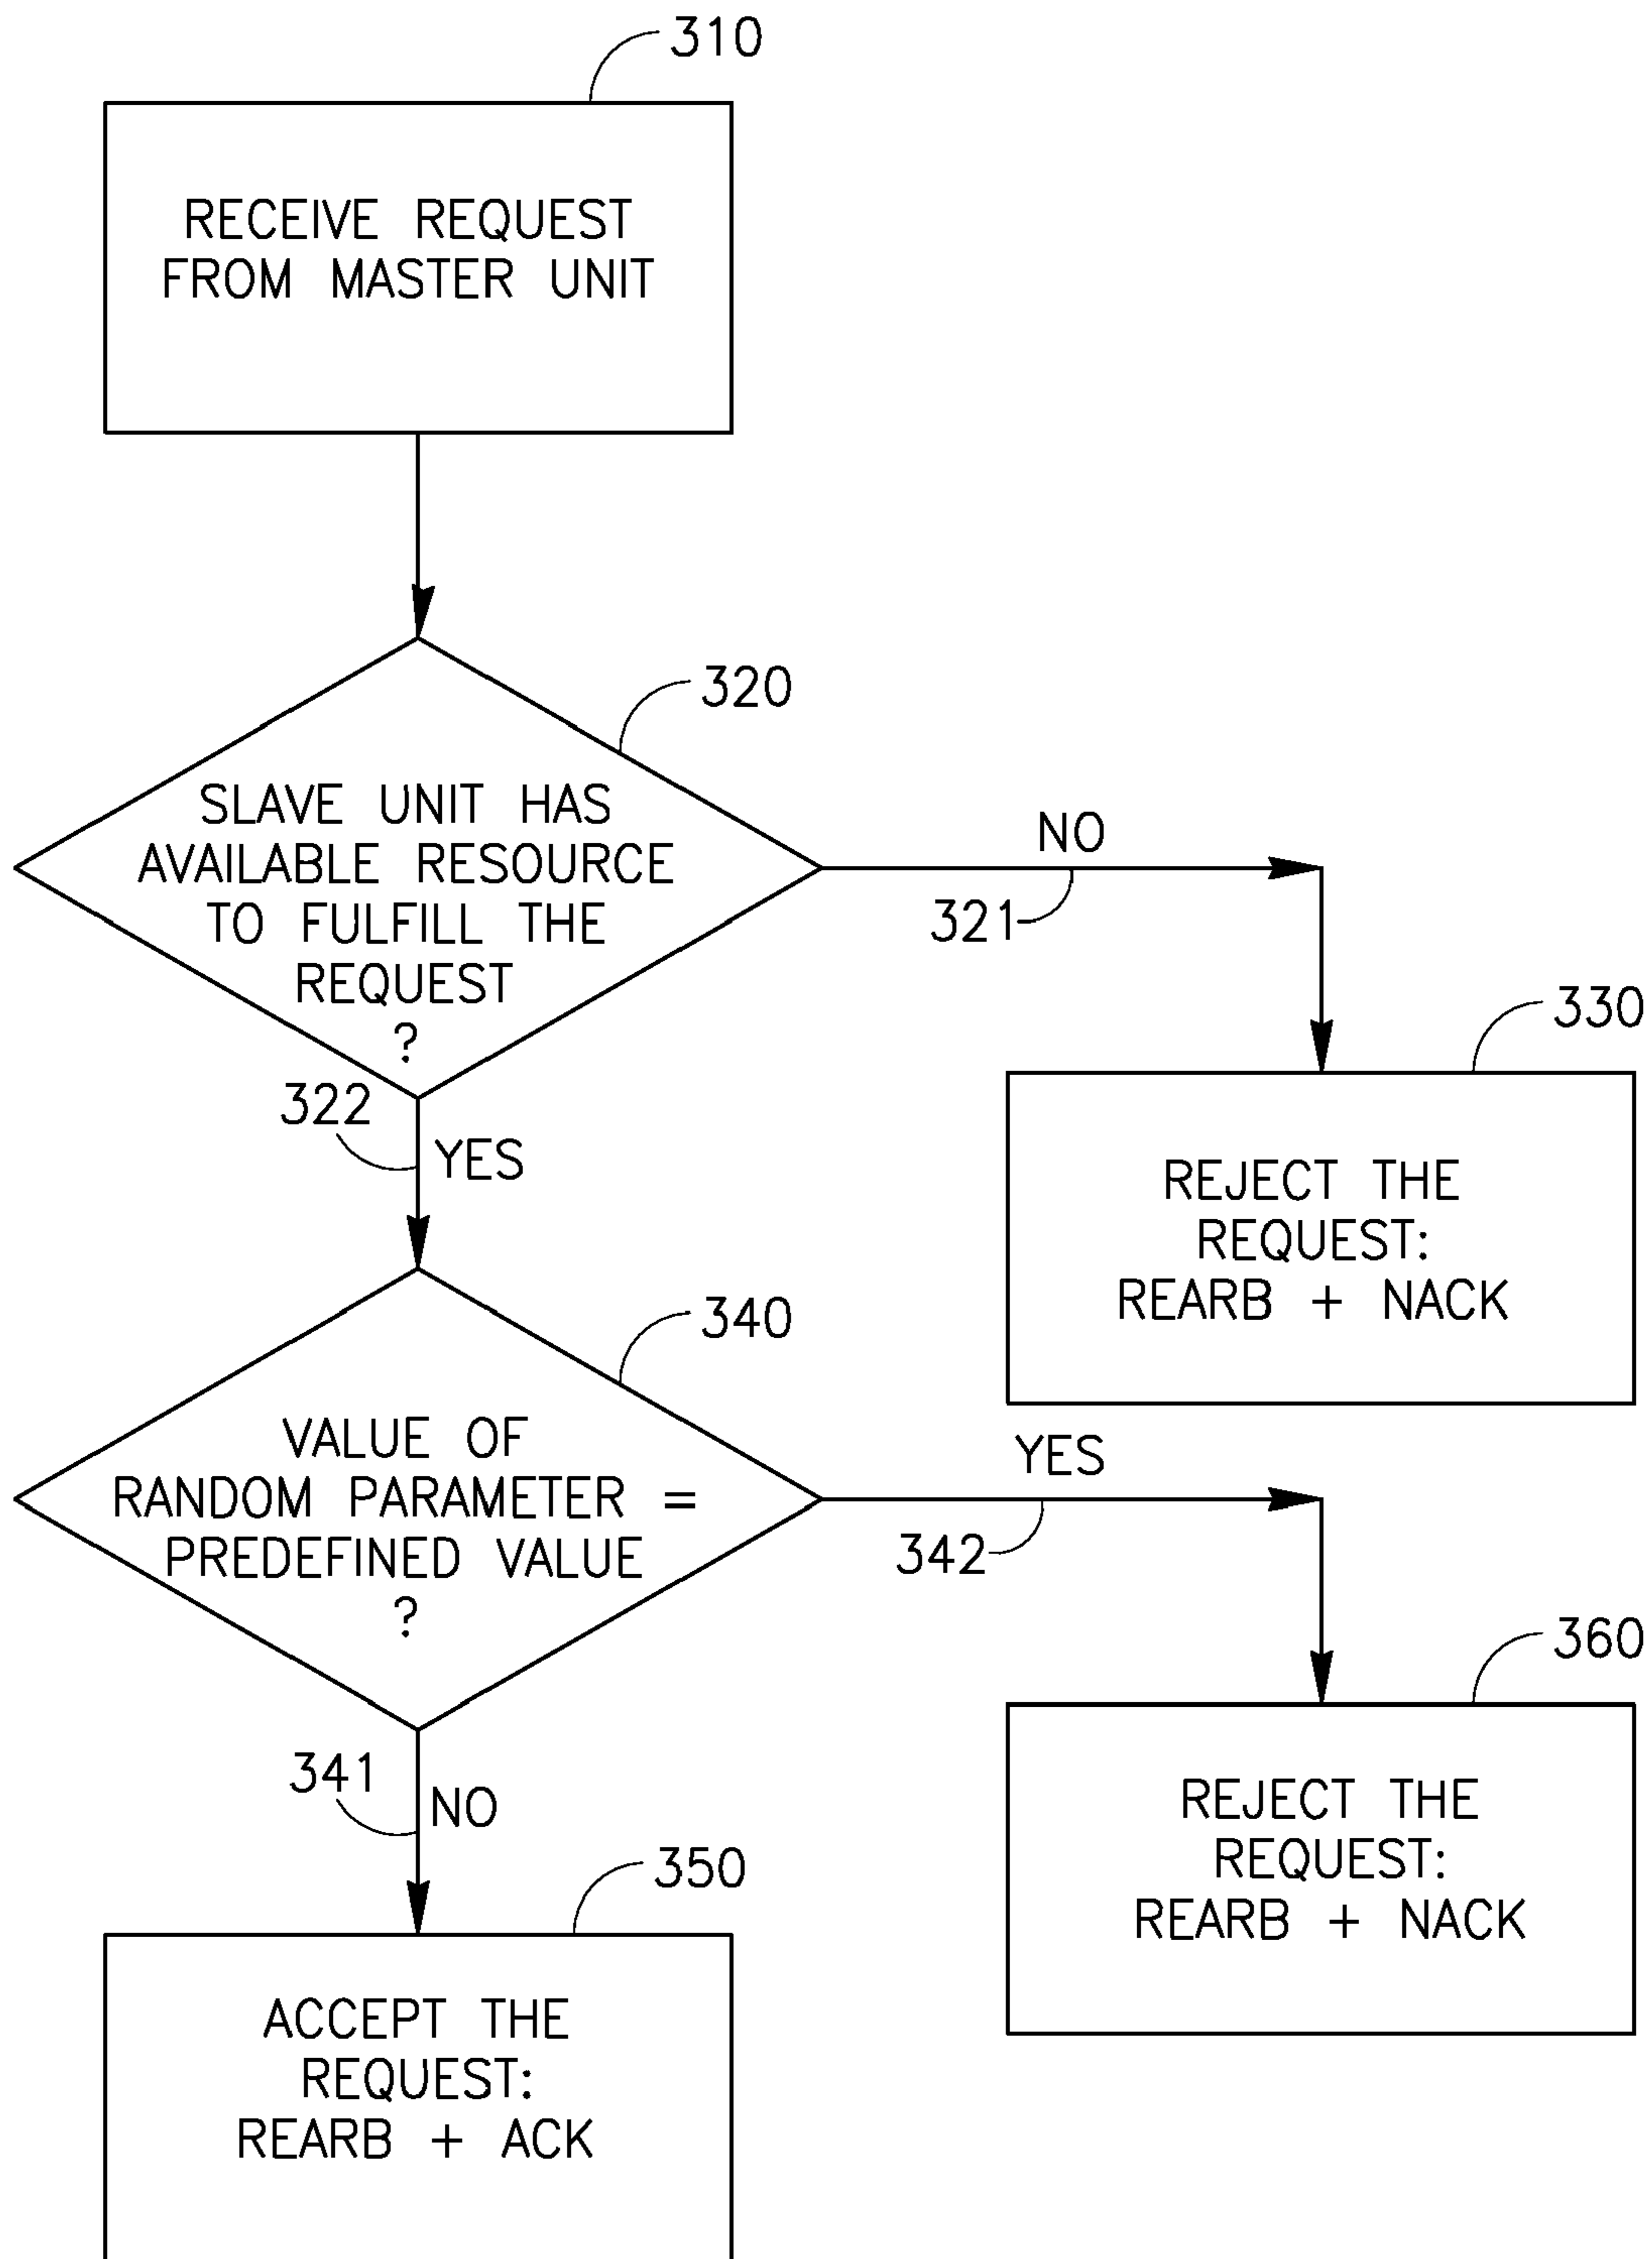 310
RECEIVE REQUEST
FROM MASTER UNIT
320
SLAVE UNIT HAS
AVAILABLE RESOURCE
TO FULFILL THE
REQUEST
?
NO
321
322
YES
330
REJECT THE
REQUEST:
REARB + NACK
340
VALUE OF
RANDOM PARAMETER =
PREDEFINED VALUE
?
YES
342
341
NO
360
REJECT THE
REQUEST:
REARB + NACK
350
ACCEPT THE
REQUEST:
REARB + ACK